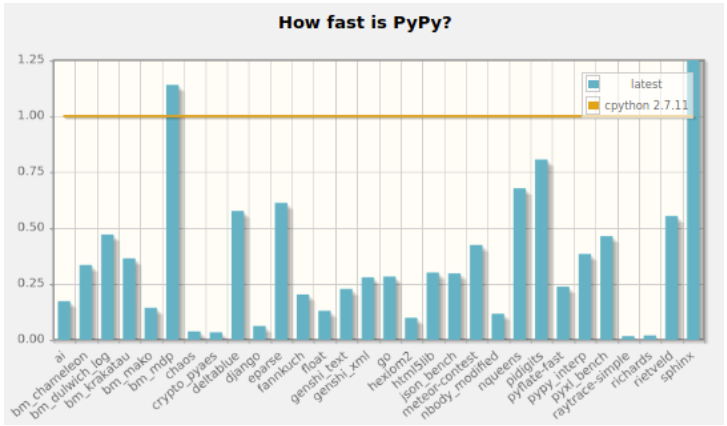 How fast is PyPy?
1.25
1.00
0.75
0.50
0.25
0.00
latest
cpython 2.7.11
ai
bm_chameleon
bm_dulwich_log
bm_krakatau
bm_mako
bm_mdp
chaos
crypto_pyaes
deltablue
django
eparse
fannkuch
float
genshi_text
genshi_xml
go
hexiom2
html5lib
json_bench
meteor-contest
nbody_modified
nqueens
pidigits
pyflate-fast
pypy_interp
pyxl_bench
raytrace-simple
richards
rietveld
sphinx